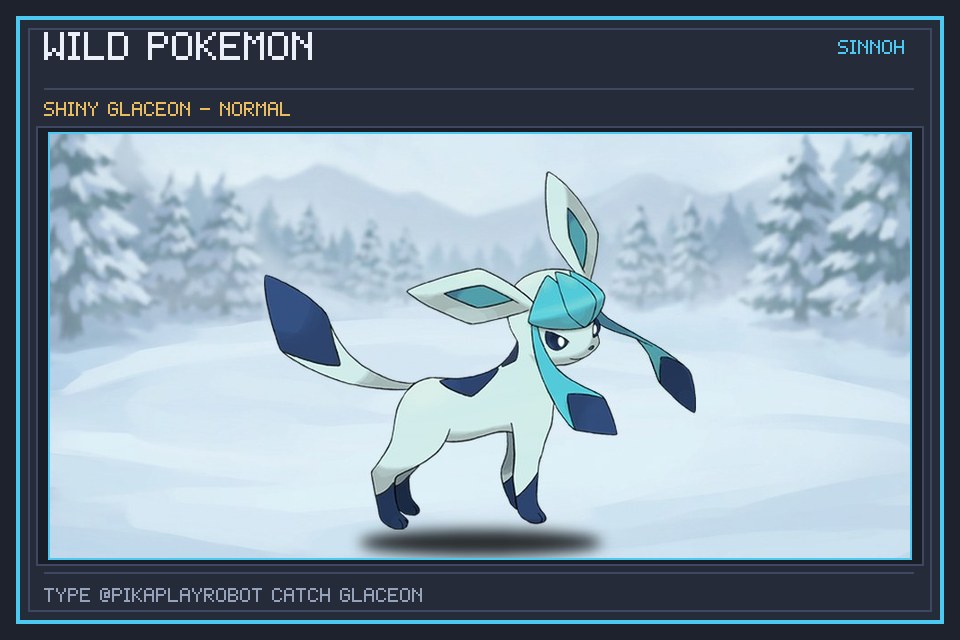 WILD POKEMON
SINNOH
SHINY GLACEON - NORMAL
TYPE @PIKAPLAYROBOT CATCH GLACEON